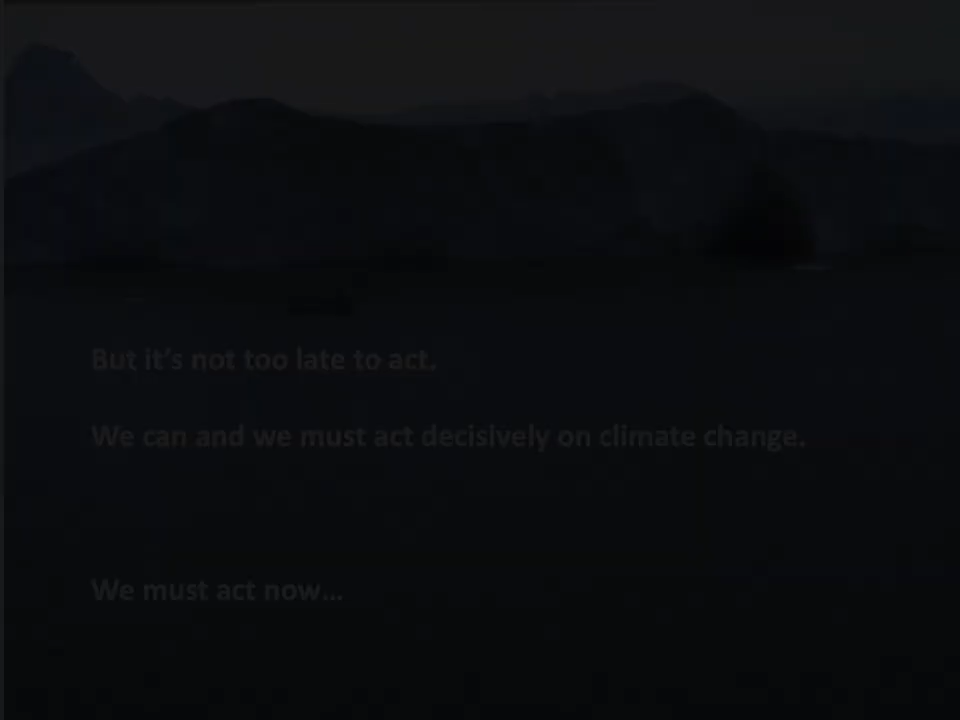 But it's not too late to act.
We can and we must act decisively on climate change.
We must act now...